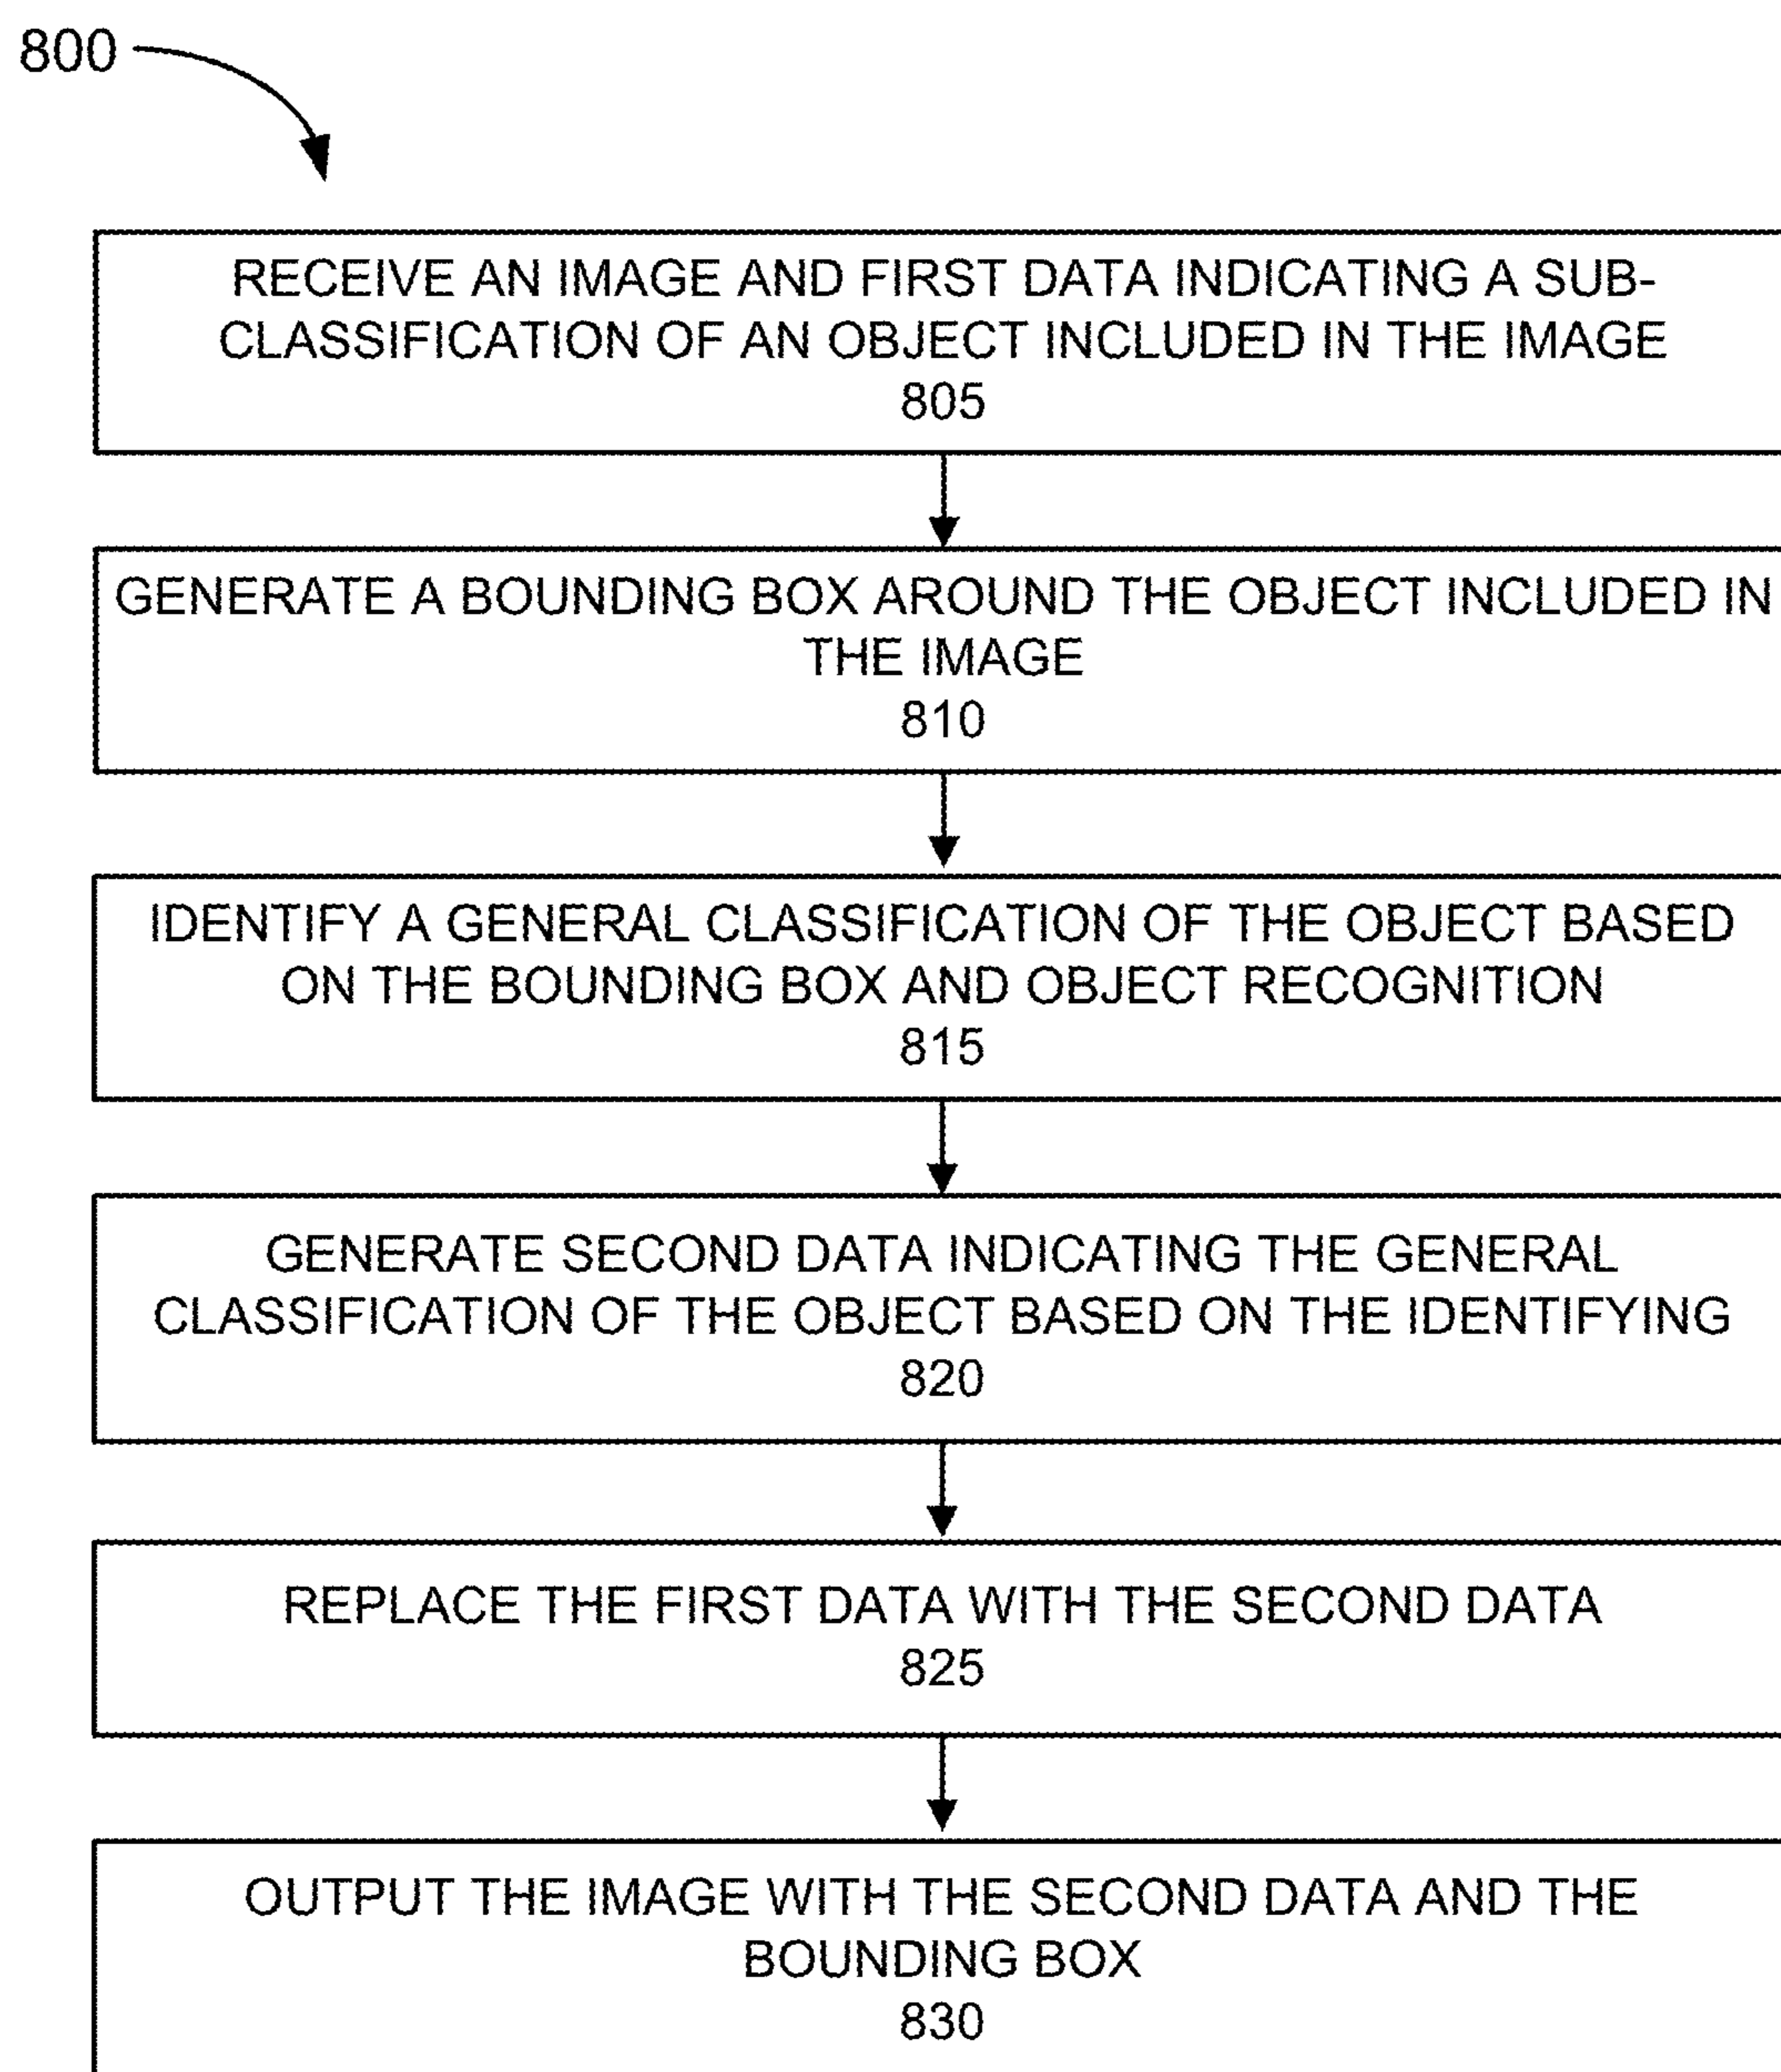 800
RECEIVE AN IMAGE AND FIRST DATA INDICATING A SUB-
CLASSIFICATION OF AN OBJECT INCLUDED IN THE IMAGE
805
GENERATE A BOUNDING BOX AROUND THE OBJECT INCLUDED IN
THE IMAGE
810
IDENTIFY A GENERAL CLASSIFICATION OF THE OBJECT BASED
ON THE BOUNDING BOX AND OBJECT RECOGNITION
815
GENERATE SECOND DATA INDICATING THE GENERAL
CLASSIFICATION OF THE OBJECT BASED ON THE IDENTIFYING
820
REPLACE THE FIRST DATA WITH THE SECOND DATA
825
OUTPUT THE IMAGE WITH THE SECOND DATA AND THE
BOUNDING BOX
830